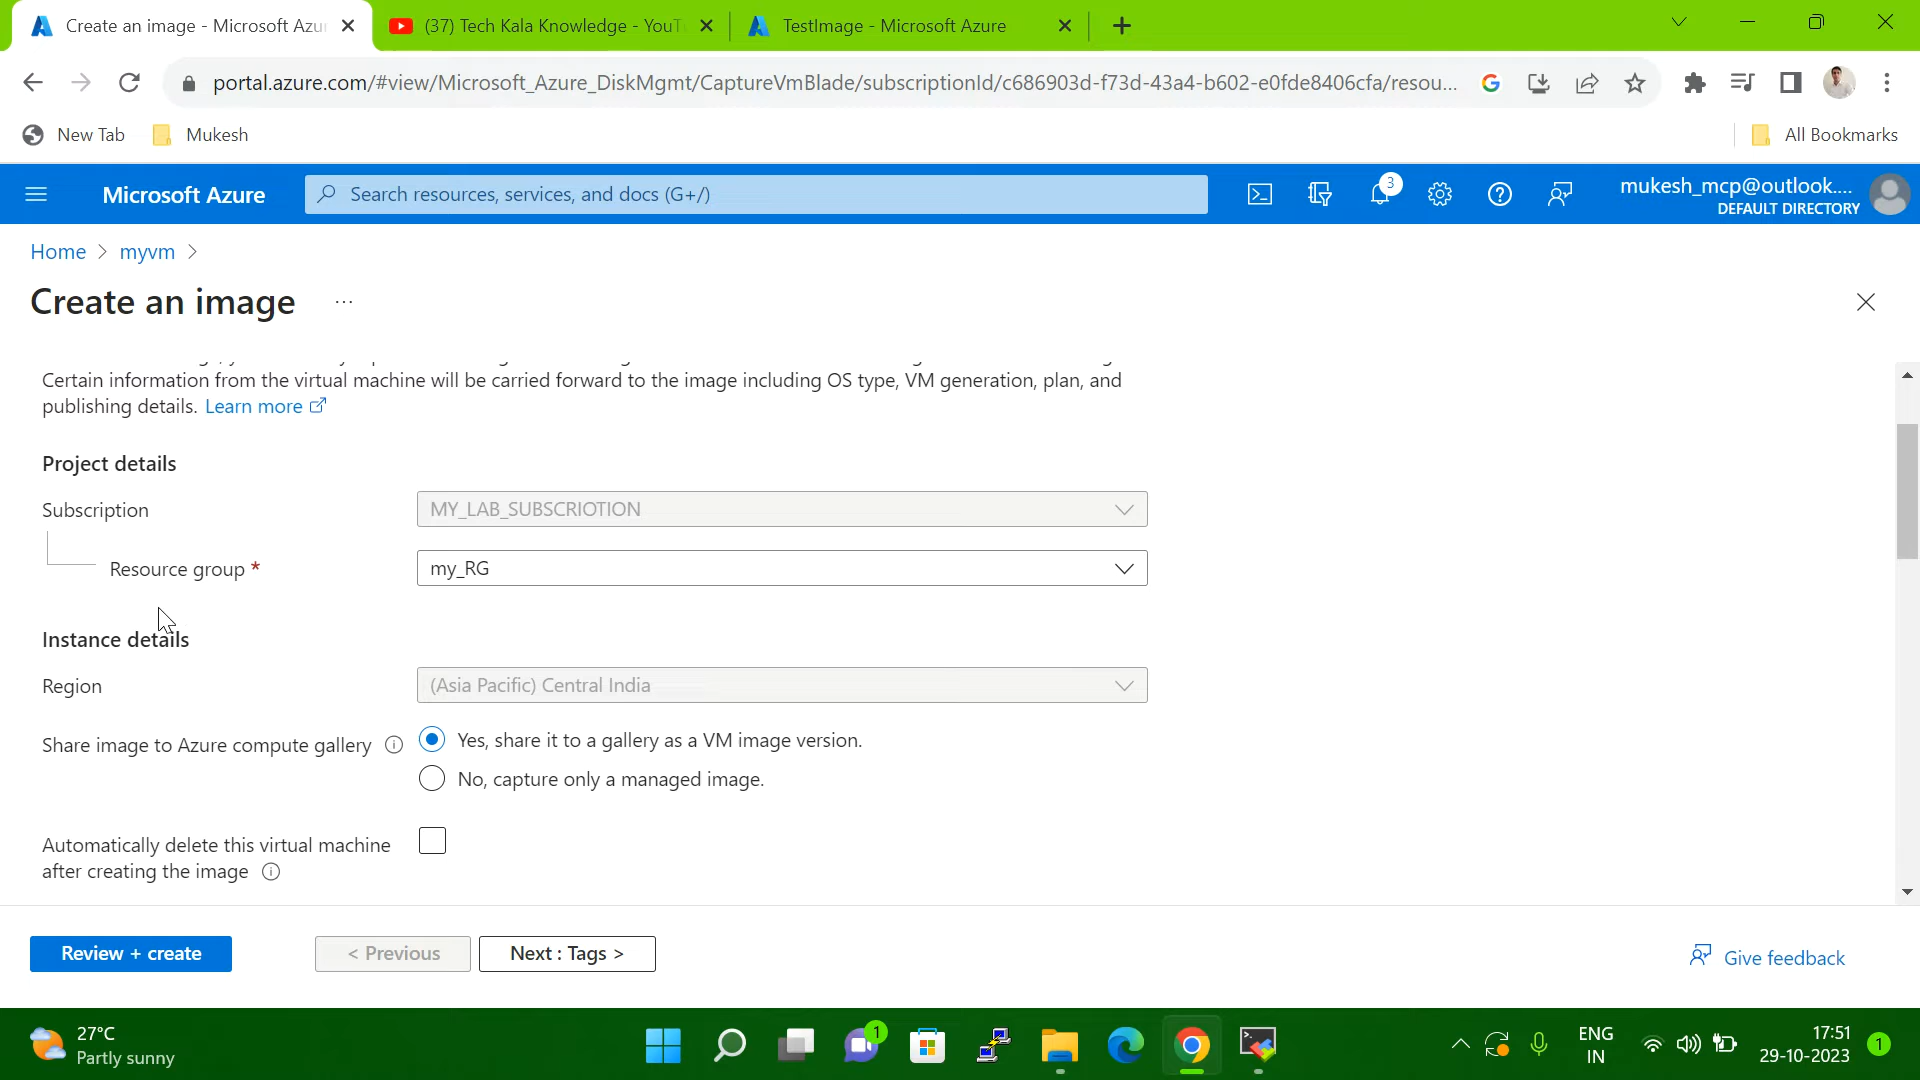 Create an image - Microsoft Azu
(37) Tech Kala Knowledge - YouT
TestImage - Microsoft Azure
portal.azure.com/#view/Microsoft_Azure_DiskMgmt/CaptureVmBlade/subscriptionId/c686903d-f73d-43a4-b602-e0fde8406cfa/resou...
New Tab
Mukesh
All Bookmarks
Microsoft Azure
Search resources, services, and docs (G+/)
3
mukesh_mcp@outlook....
DEFAULT DIRECTORY
Home > myvm >
Create an image ...
Certain information from the virtual machine will be carried forward to the image including OS type, VM generation, plan, and
publishing details. Learn more
Project details
Subscription
MY_LAB_SUBSCRIOTION
Resource group *
my_RG
Instance details
Region
(Asia Pacific) Central India
Share image to Azure compute gallery
Yes, share it to a gallery as a VM image version.
No, capture only a managed image.
Automatically delete this virtual machine
after creating the image
Review + create
< Previous
Next : Tags >
Give feedback
27°C
Partly sunny
1
ENG
IN
17:51
29-10-2023
1